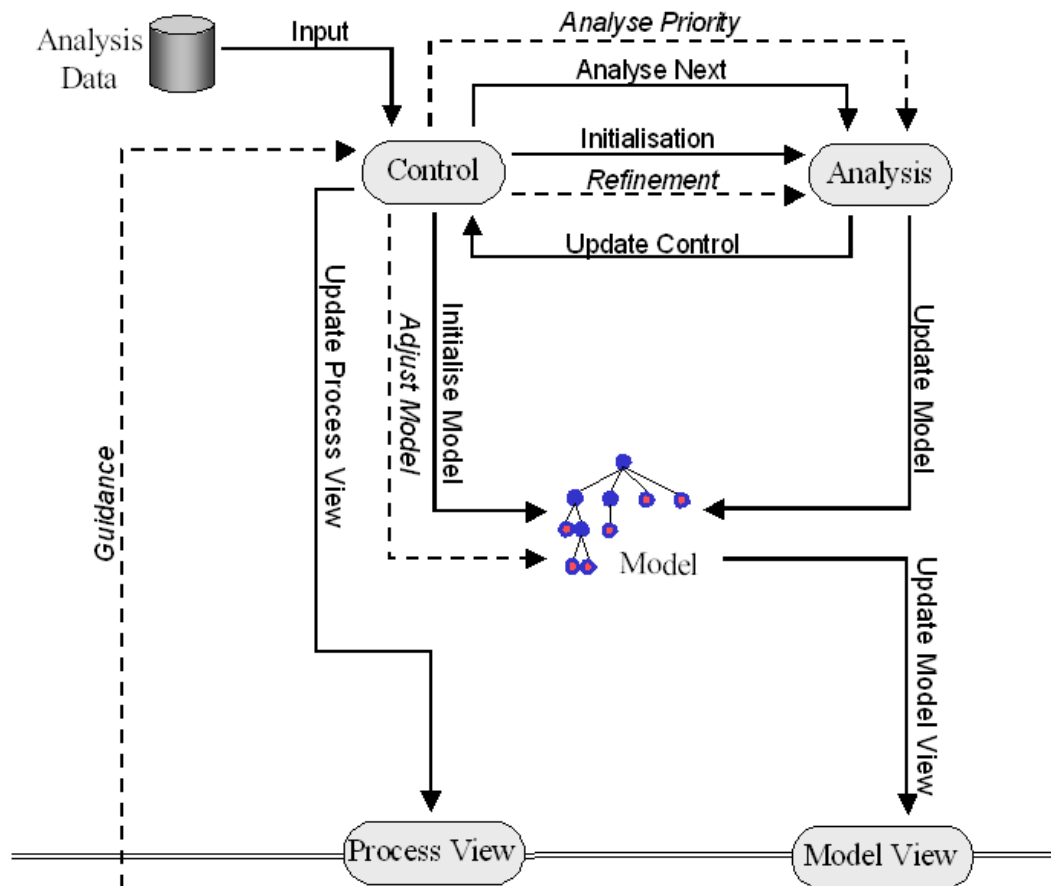 Analysis
Data
Input
Analyse Priority
Analyse Next
Initialisation
Refinement
Control
Analysis
Update Control
Update Process View
Adjust Model
Initialise Model
Update Model
Guidance
Model
Update Model View
Process View
Model View